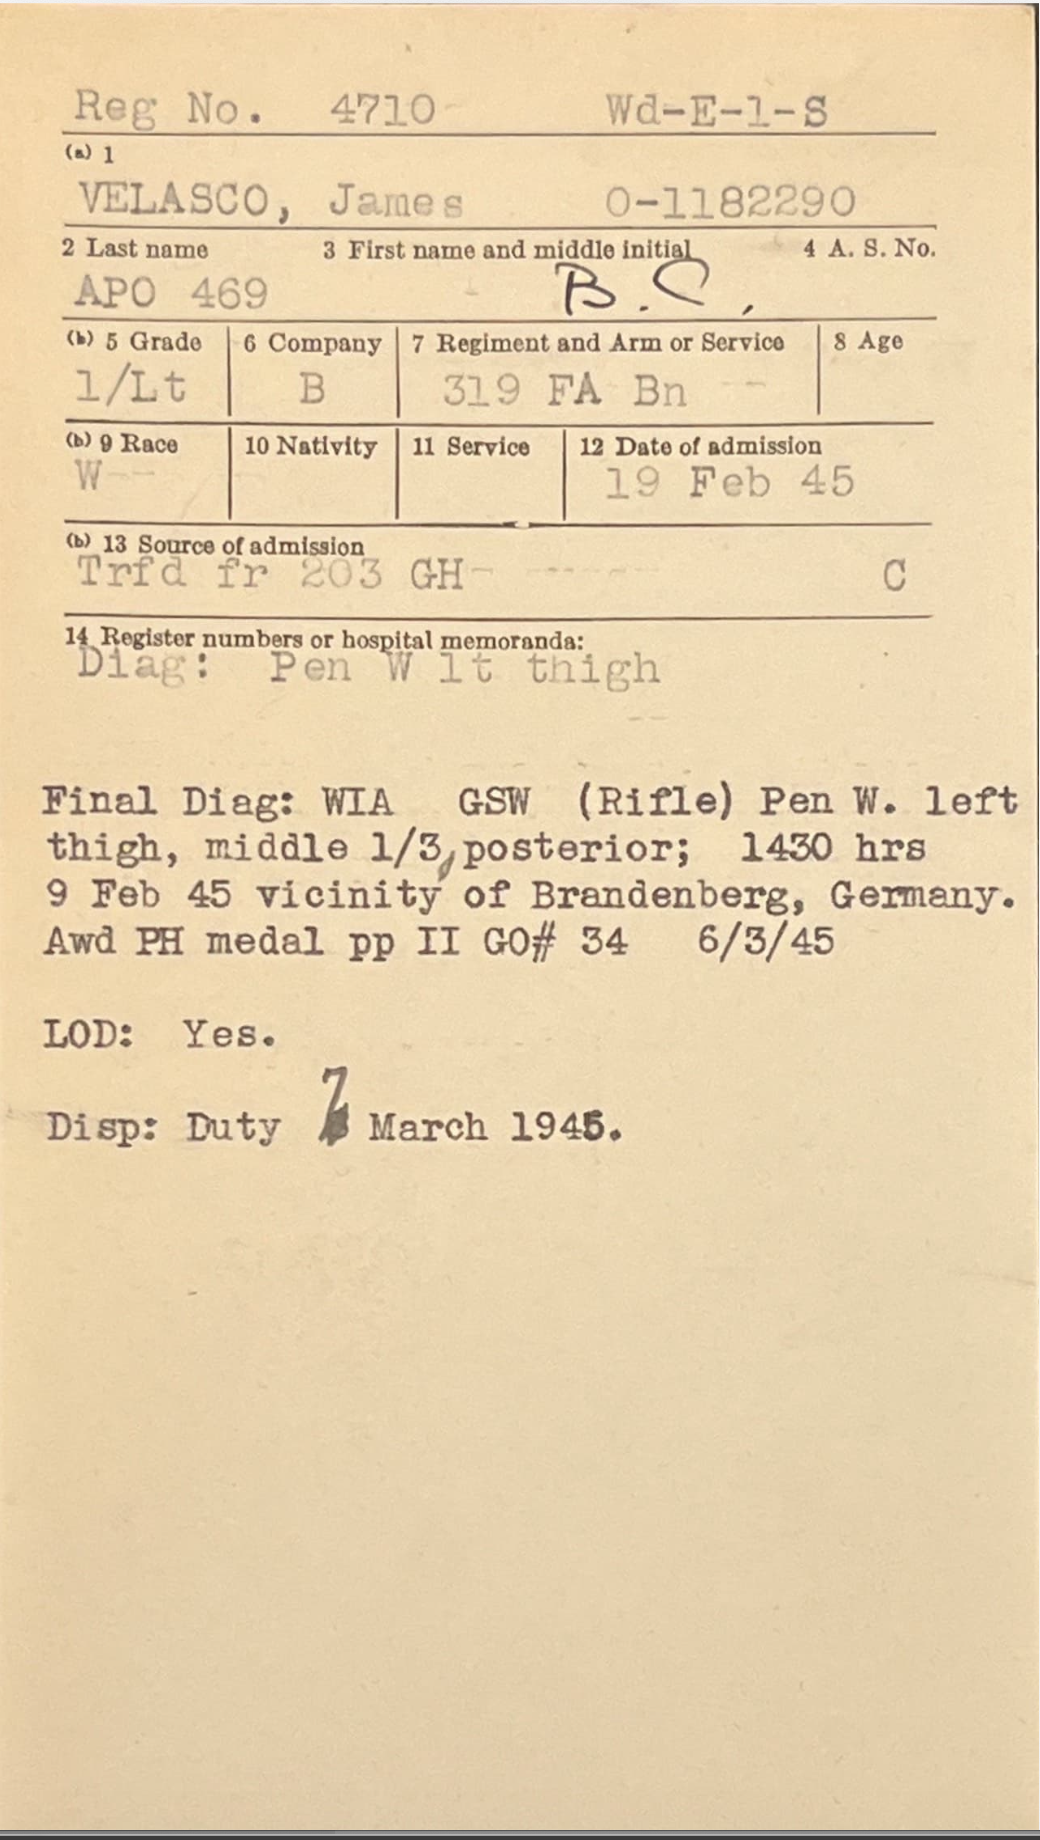 Reg No. 4710 Wd-E-1-S
(a) 1
VELASCO, James O-1182290
2 Last name 3 First name and middle initial 4 A. S. No.
APO 469 B.C.
(b) 5 Grade 6 Company 7 Regiment and Arm or Service 8 Age
1/Lt B 319 FA Bn --
(b) 9 Race 10 Nativity 11 Service 12 Date of admission
W-- 19 Feb 45
(b) 13 Source of admission
Trfd fr 203 GH- ------ C
14 Register numbers or hospital memoranda:
Diag: Pen W lt thigh
Final Diag: WIA GSW (Rifle) Pen W. left
thigh, middle 1/3, posterior; 1430 hrs
9 Feb 45 vicinity of Brandenberg, Germany.
Awd PH medal pp II GO# 34 6/3/45
LOD: Yes.
Disp: Duty 7 March 1945.